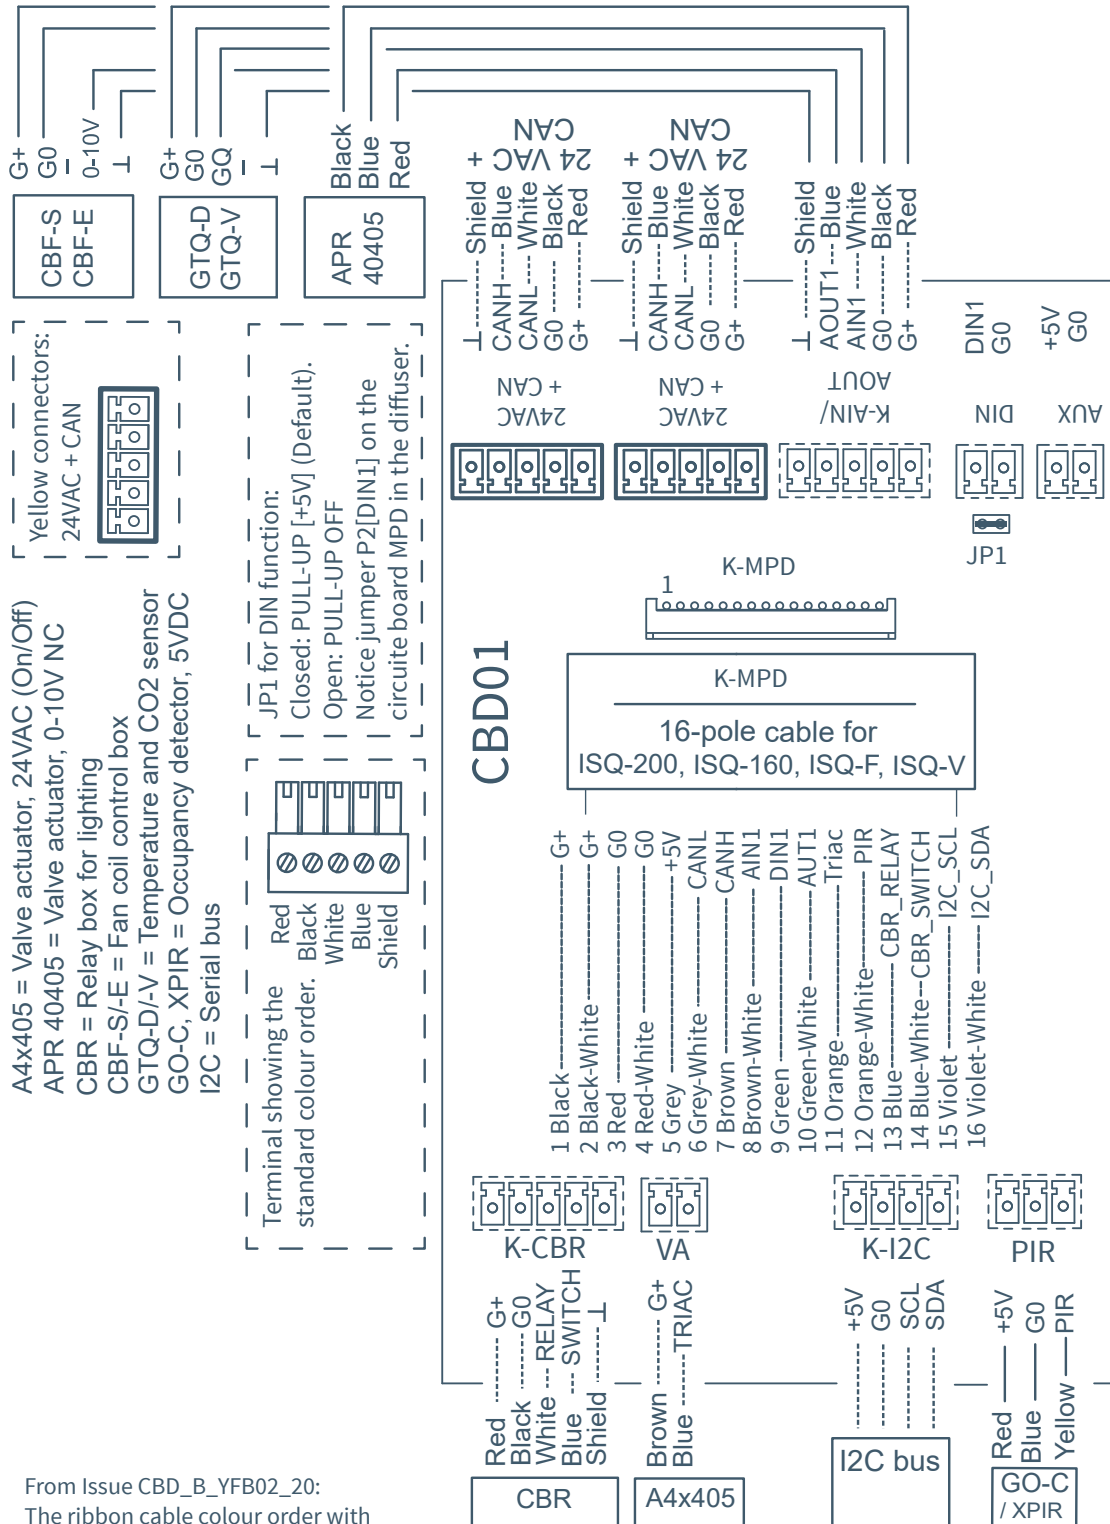 G+
G0
0-10V
⊥
G+
G0
GQ
⊥
Black
Blue
Red
CBF-S
CBF-E
GTQ-D
GTQ-V
APR
40405
24 VAC +
CAN
24 VAC +
CAN
⊥ Shield
CANH Blue
CANL White
G0 Black
G+ Red
⊥ Shield
CANH Blue
CANL White
G0 Black
G+ Red
⊥ Shield
AOUT1 Blue
AIN1 White
G0 Black
G+ Red
DIN1
G0
+5V
G0
24VAC
+ CAN
24VAC
+ CAN
K-AIN/
AOUT
DIN
AUX
JP1
Yellow connectors:
24VAC + CAN
JP1 for DIN function:
Closed: PULL-UP [+5V] (Default).
Open: PULL-UP OFF
Notice jumper P2[DIN1] on the
circuite board MPD in the diffuser.
A4x405 = Valve actuator, 24VAC (On/Off)
APR 40405 = Valve actuator, 0-10V NC
CBR = Relay box for lighting
CBF-S/-E = Fan coil control box
GTQ-D/-V = Temperature and CO2 sensor
GO-C, XPIR = Occupancy detector, 5VDC
I2C = Serial bus
Red
Black
White
Blue
Shield
Terminal showing the
standard colour order.
CBD01
K-MPD
1
K-MPD
16-pole cable for
ISQ-200, ISQ-160, ISQ-F, ISQ-V
1 Black G+
2 Black-White G+
3 Red G0
4 Red-White G0
5 Grey +5V
6 Grey-White CANL
7 Brown CANH
8 Brown-White AIN1
9 Green DIN1
10 Green-White AUT1
11 Orange Triac
12 Orange-White PIR
13 Blue CBR_RELAY
14 Blue-White CBR_SWITCH
15 Violet I2C_SCL
16 Violet-White I2C_SDA
K-CBR
VA
K-I2C
PIR
Red G+
Black G0
White RELAY
Blue SWITCH
Shield ⊥
Brown G+
Blue TRIAC
+5V
G0
SCL
SDA
Red +5V
Blue G0
Yellow PIR
CBR
A4x405
I2C bus
GO-C
/ XPIR
From Issue CBD_B_YFB02_20:
The ribbon cable colour order with